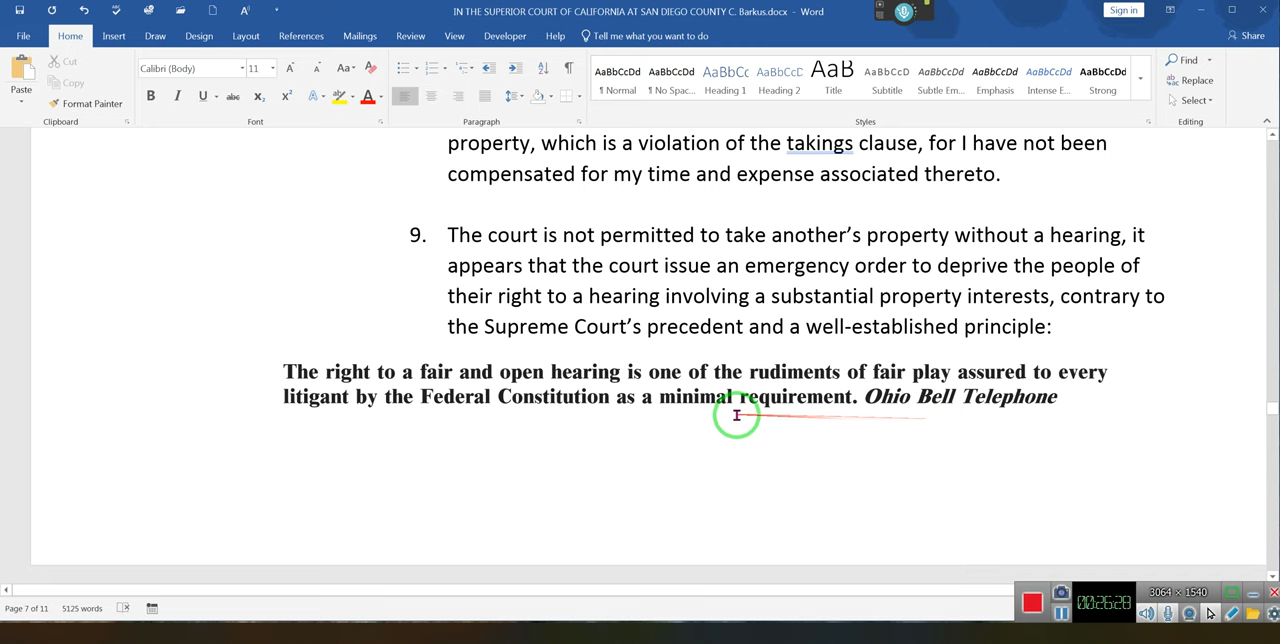 IN THE SUPERIOR COURT OF CALIFORNIA AT SAN DIEGO COUNTY C. Barkus.docx - Word
Sign in
File Home Insert Draw Design Layout References Mailings Review View Developer Help Tell me what you want to do Share
Paste
Cut
Copy
Format Painter
Clipboard
Calibri (Body) 11
Font
Paragraph
AaBbCcDd AaBbCcDd AaBbCc AaBbCcD AaB AaBbCcD AaBbCcDd AaBbCcDd AaBbCcDd AaBbCcDd
¶ Normal ¶ No Spac... Heading 1 Heading 2 Title Subtitle Subtle Em... Emphasis Intense E... Strong
Styles
Find
Replace
Select
Editing
property, which is a violation of the takings clause, for I have not been
compensated for my time and expense associated thereto.
9. The court is not permitted to take another's property without a hearing, it
appears that the court issue an emergency order to deprive the people of
their right to a hearing involving a substantial property interests, contrary to
the Supreme Court's precedent and a well-established principle:
The right to a fair and open hearing is one of the rudiments of fair play assured to every
litigant by the Federal Constitution as a minimal requirement. Ohio Bell Telephone
Page 7 of 11 5125 words
3064 × 1540
00:26:28